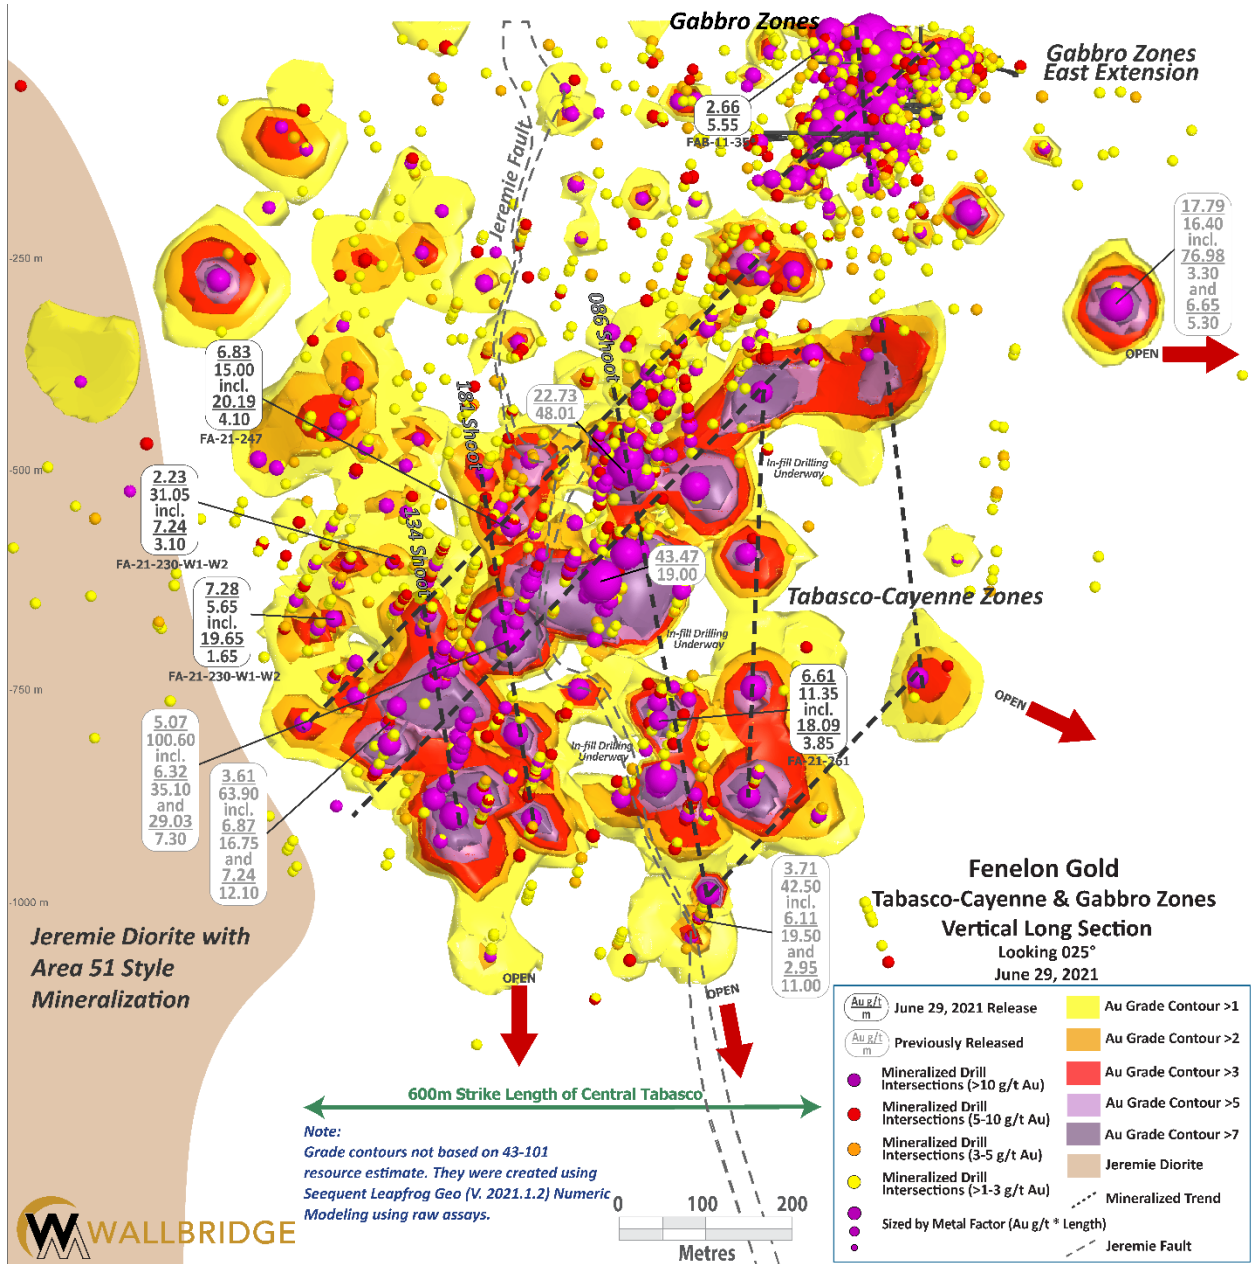 Gabbro Zones
Gabbro Zones
East Extension
2.66
5.55
FAB-11-3
Jeremie Fault
17.79
16.40
incl.
76.98
3.30
and
6.65
5.30
OPEN
-250 m
086 Shoot
6.83
15.00
incl.
20.19
4.10
FA-21-247
181 Shoot
22.73
48.01
In-fill Drilling
Underway
-500 m
2.23
31.05
incl.
7.24
3.10
FA-21-230-W1-W2
134 Shoot
43.47
19.00
7.28
5.65
incl.
19.65
1.65
FA-21-230-W1-W2
Tabasco-Cayenne Zones
In-fill Drilling
Underway
-750 m
6.61
11.35
incl.
18.09
3.85
FA-21-261
OPEN
5.07
100.60
incl.
6.32
35.10
and
29.03
7.30
In-fill Drilling
Underway
3.61
63.90
incl.
6.87
16.75
and
7.24
12.10
3.71
42.50
incl.
6.11
19.50
and
2.95
11.00
-1000 m
Jeremie Diorite with
Area 51 Style
Mineralization
OPEN
OPEN
Fenelon Gold
Tabasco-Cayenne & Gabbro Zones
Vertical Long Section
Looking 025°
June 29, 2021
Au g/t
m
June 29, 2021 Release
Au g/t
m
Previously Released
Mineralized Drill
Intersections (>10 g/t Au)
Mineralized Drill
Intersections (5-10 g/t Au)
Mineralized Drill
Intersections (3-5 g/t Au)
Mineralized Drill
Intersections (>1-3 g/t Au)
Sized by Metal Factor (Au g/t * Length)
Au Grade Contour >1
Au Grade Contour >2
Au Grade Contour >3
Au Grade Contour >5
Au Grade Contour >7
Jeremie Diorite
Mineralized Trend
Jeremie Fault
600m Strike Length of Central Tabasco
Note:
Grade contours not based on 43-101
resource estimate. They were created using
Seequent Leapfrog Geo (V. 2021.1.2) Numeric
Modeling using raw assays.
0 100 200
Metres
WALLBRIDGE